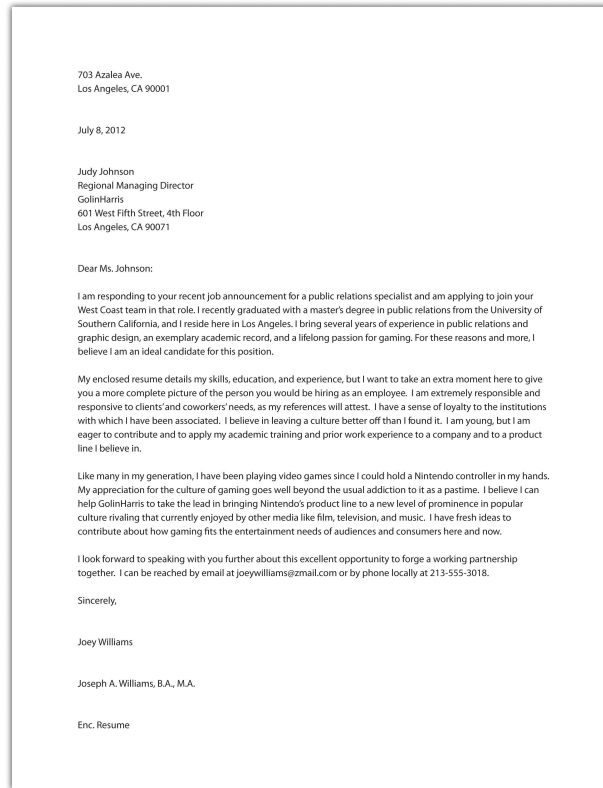 703 Azalea Ave.
Los Angeles, CA 90001
July 8, 2012
Judy Johnson
Regional Managing Director
GolinHarris
601 West Fifth Street, 4th Floor
Los Angeles, CA 90071
Dear Ms. Johnson:
I am responding to your recent job announcement for a public relations specialist and am applying to join your
West Coast team in that role. I recently graduated with a master's degree in public relations from the University of
Southern California, and I reside here in Los Angeles. I bring several years of experience in public relations and
graphic design, an exemplary academic record, and a lifelong passion for gaming. For these reasons and more, I
believe I am an ideal candidate for this position.
My enclosed resume details my skills, education, and experience, but I want to take an extra moment here to give
you a more complete picture of the person you would be hiring as an employee. I am extremely responsible and
responsive to clients' and coworkers' needs, as my references will attest. I have a sense of loyalty to the institutions
with which I have been associated. I believe in leaving a culture better off than I found it. I am young, but I am
eager to contribute and to apply my academic training and prior work experience to a company and to a product
line I believe in.
Like many in my generation, I have been playing video games since I could hold a Nintendo controller in my hands.
My appreciation for the culture of gaming goes well beyond the usual addiction to it as a pastime. I believe I can
help GolinHarris to take the lead in bringing Nintendo's product line to a new level of prominence in popular
culture rivaling that currently enjoyed by other media like film, television, and music. I have fresh ideas to
contribute about how gaming fits the entertainment needs of audiences and consumers here and now.
I look forward to speaking with you further about this excellent opportunity to forge a working partnership
together. I can be reached by email at joeywilliams@zmail.com or by phone locally at 213-555-3018.
Sincerely,
Joey Williams
Joseph A. Williams, B.A., M.A.
Enc. Resume